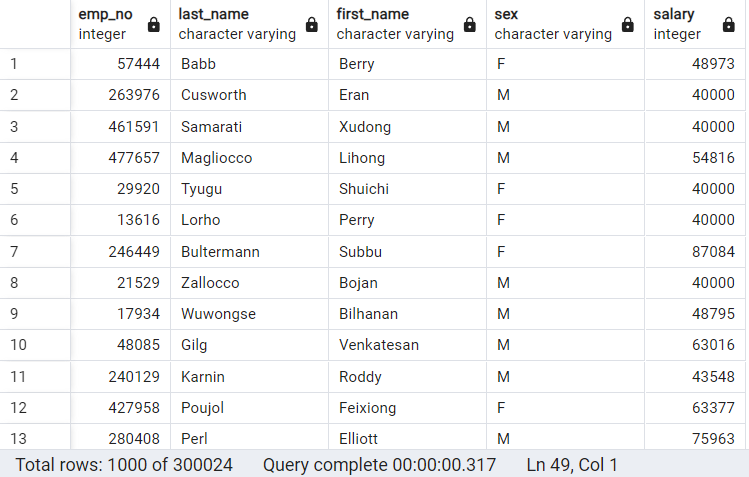 emp_no last_name first_name sex salary
integer character varying character varying character varying integer
1 57444 Babb Berry F 48973
2 263976 Cusworth Eran M 40000
3 461591 Samarati Xudong M 40000
4 477657 Magliocco Lihong M 54816
5 29920 Tyugu Shuichi F 40000
6 13616 Lorho Perry F 40000
7 246449 Bultermann Subbu F 87084
8 21529 Zallocco Bojan M 40000
9 17934 Wuwongse Bilhanan M 48795
10 48085 Gilg Venkatesan M 63016
11 240129 Karnin Roddy M 43548
12 427958 Poujol Feixiong F 63377
13 280408 Perl Elliott M 75963
Total rows: 1000 of 300024 Query complete 00:00:00.317 Ln 49, Col 1